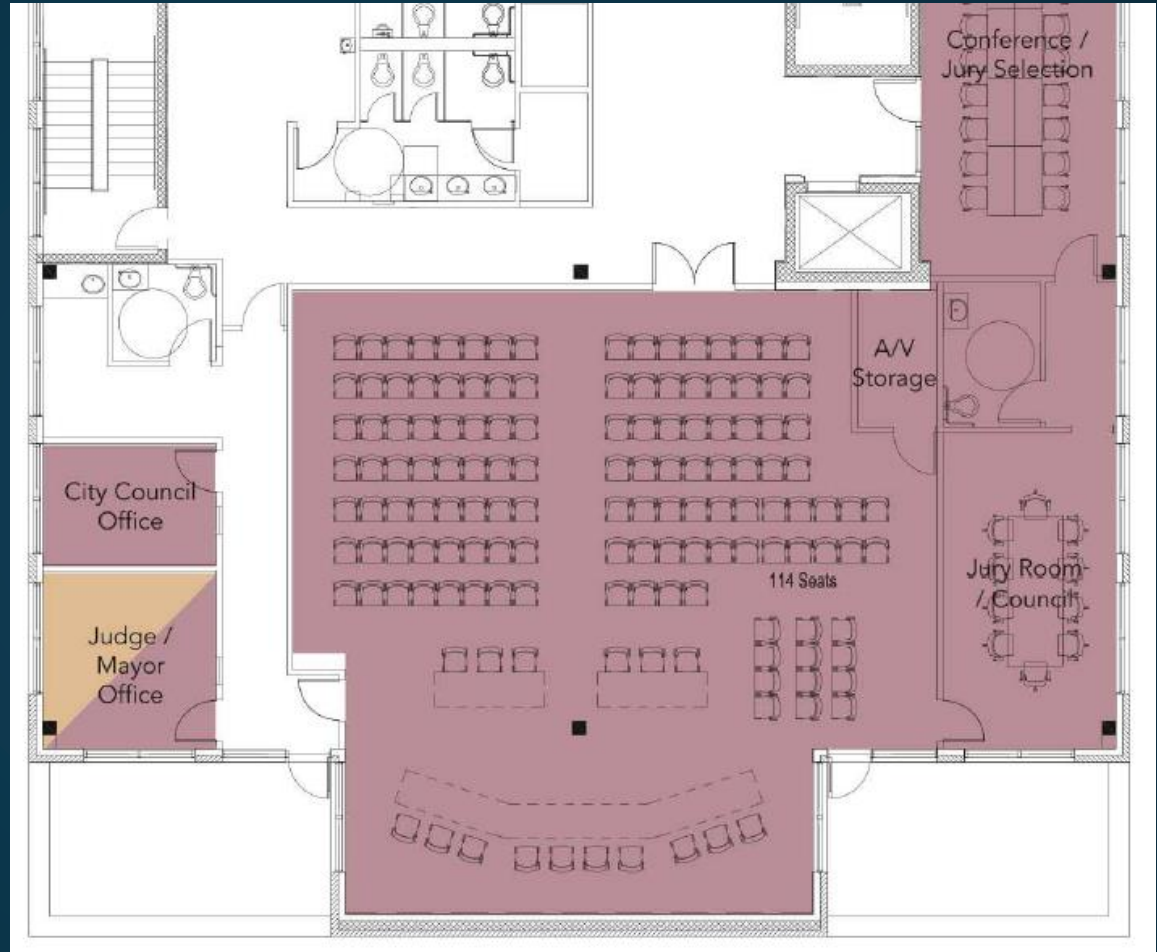 Conference /
Jury Selection
A/V
Storage
City Council
Office
114 Seats
Jury Room
/ Council
Judge /
Mayor
Office